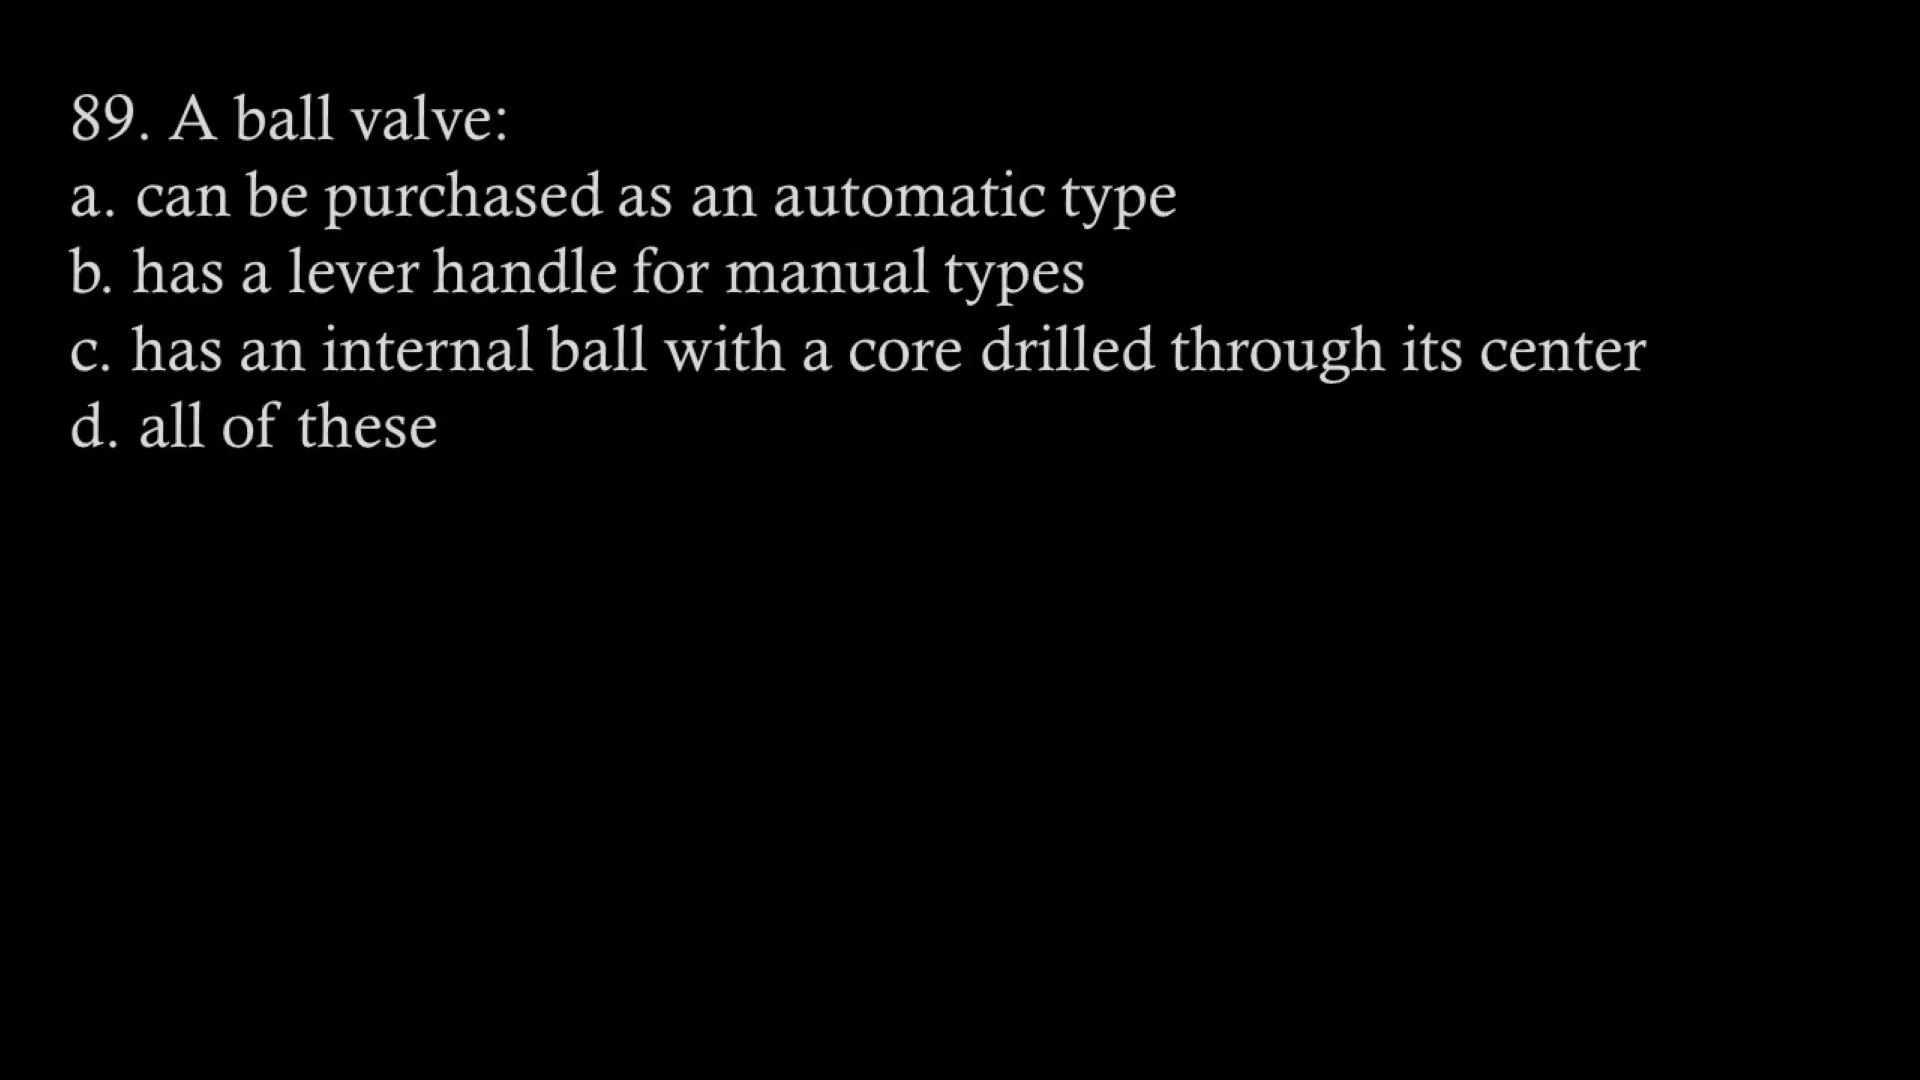 89. A ball valve:
a. can be purchased as an automatic type
b. has a lever handle for manual types
c. has an internal ball with a core drilled through its center
d. all of these